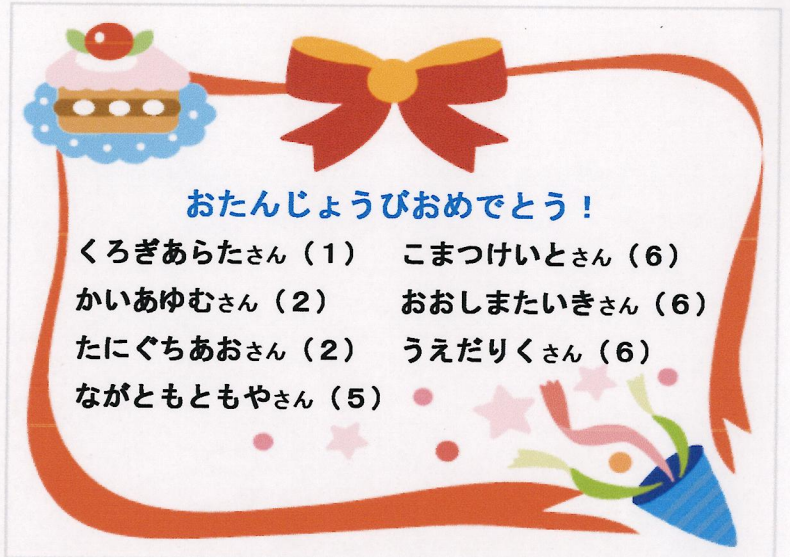 おたんじょうびおめでとう！
くろぎあらたさん（１） こまつけいとさん（６）
かいあゆむさん（２） おおしまたいきさん（６）
たにぐちあおさん（２） うえだりくさん（６）
ながともともやさん（５）